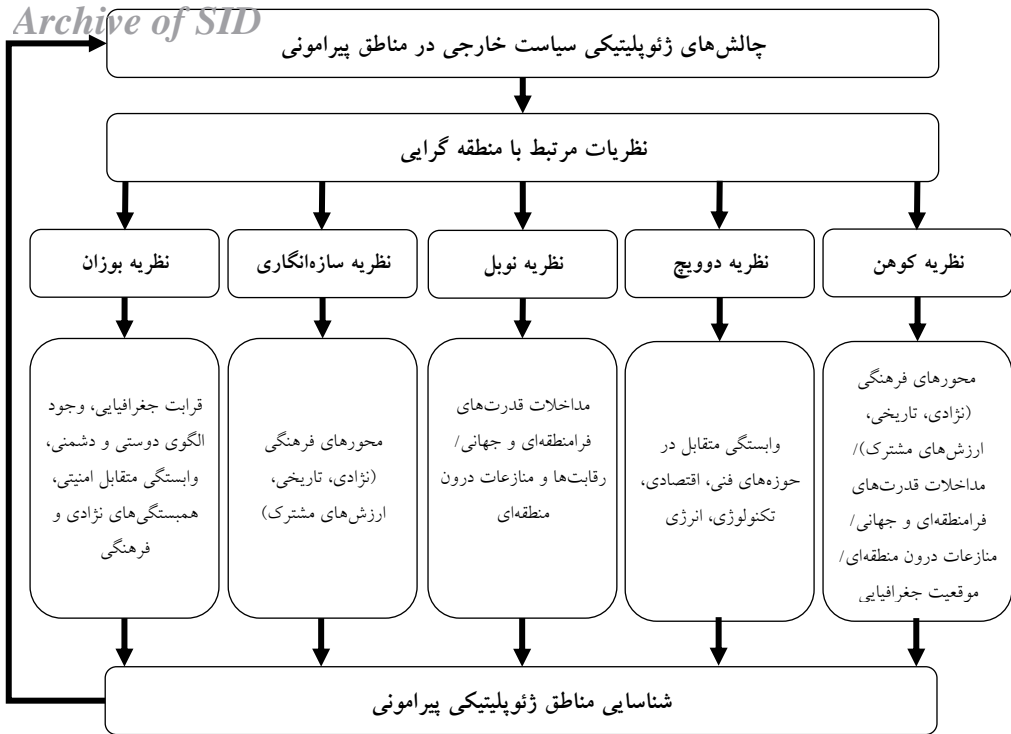 Archive of SID
چالش‌های ژئوپلیتیکی سیاست خارجی در مناطق پیرامونی
نظریات مرتبط با منطقه گرایی
نظریه کوهن
نظریه دوویچ
نظریه نوبل
نظریه سازه‌انگاری
نظریه بوزان
محورهای فرهنگی
(نژادی، تاریخی،
ارزش‌های مشترک)/
مداخلات قدرت‌های
فرامنطقه‌ای و جهانی/
منازعات درون منطقه‌ای/
موقعیت جغرافیایی
وابستگی متقابل در
حوزه‌های فنی، اقتصادی،
تکنولوژی، انرژی
مداخلات قدرت‌های
فرامنطقه‌ای و جهانی/
رقابت‌ها و منازعات درون
منطقه‌ای
محورهای فرهنگی
(نژادی، تاریخی،
ارزش‌های مشترک)
قرابت جغرافیایی، وجود
الگوی دوستی و دشمنی،
وابستگی متقابل امنیتی،
همبستگی‌های نژادی و
فرهنگی
شناسایی مناطق ژئوپلیتیکی پیرامونی